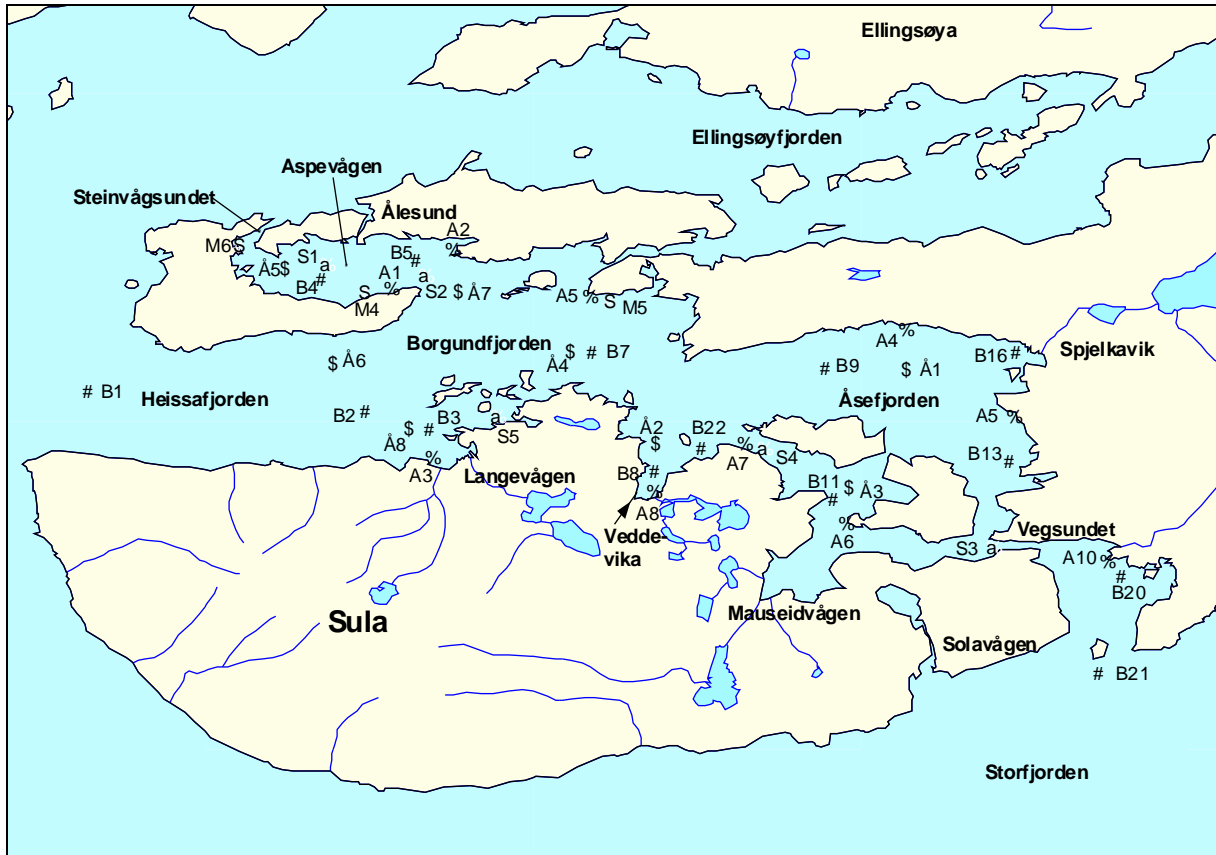 Ellingsøya
Ellingsøyfjorden
Aspevågen
Steinvågsundet
Ålesund
A2
M6 S
%
S1
a
B5
#
Å5 $
A1
a
B4 #
S
%
S2 $ Å7
M4
A5 %
S
M5
A4 %
Borgundfjorden
$ # B7
Å4
$ Å6
# B9
$ Å1
B16 #
Spjelkavik
# B1
Heissafjorden
Åsefjorden
B2 #
B3
a
$ #
S5
Å8
Å2
$
B22
#
A5 %
%
A3
Langevågen
% a S4
A7
B13 #
B8
#
%
A8
B11 $ Å3
#
%
A6
Vedde-
vika
Vegsundet
S3 a
A10 %
#
B20
Sula
Mauseidvågen
Solavågen
# B21
Storfjorden